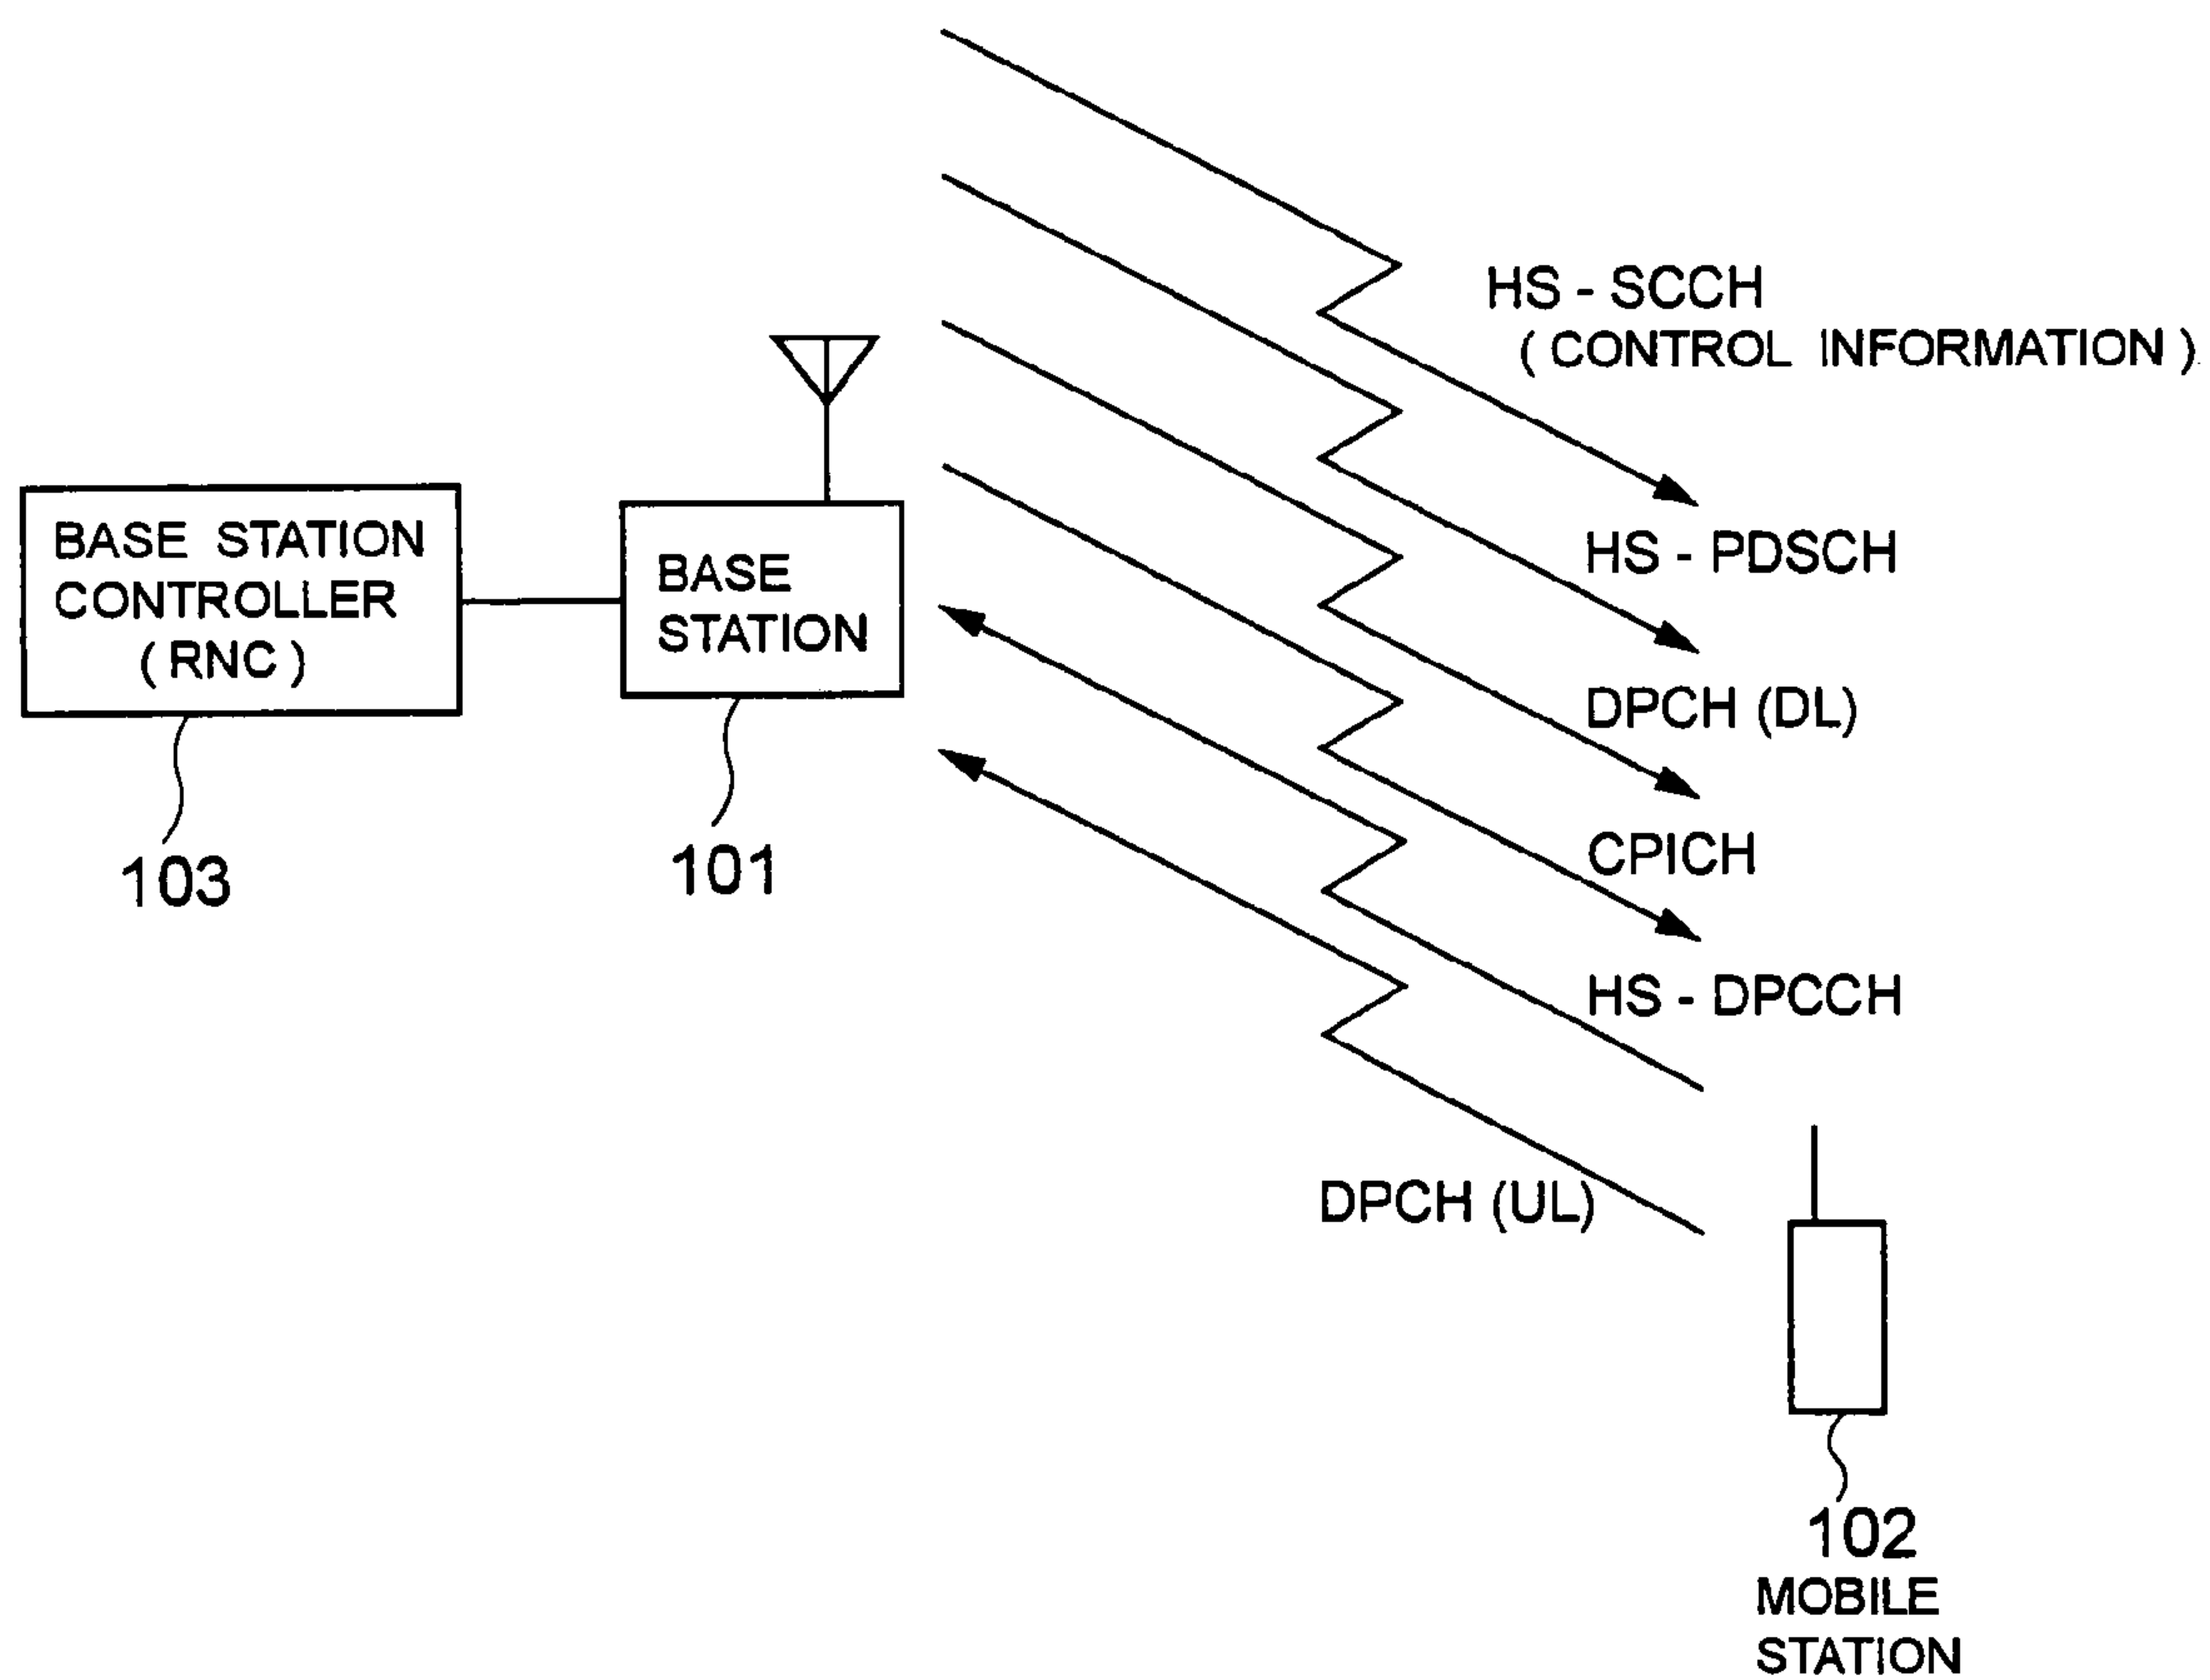 HS - SCCH
( CONTROL INFORMATION )
BASE STATION
CONTROLLER
( RNC )
BASE
STATION
HS - PDSCH
DPCH (DL)
CPICH
HS - DPCCH
DPCH (UL)
103
101
102
MOBILE
STATION